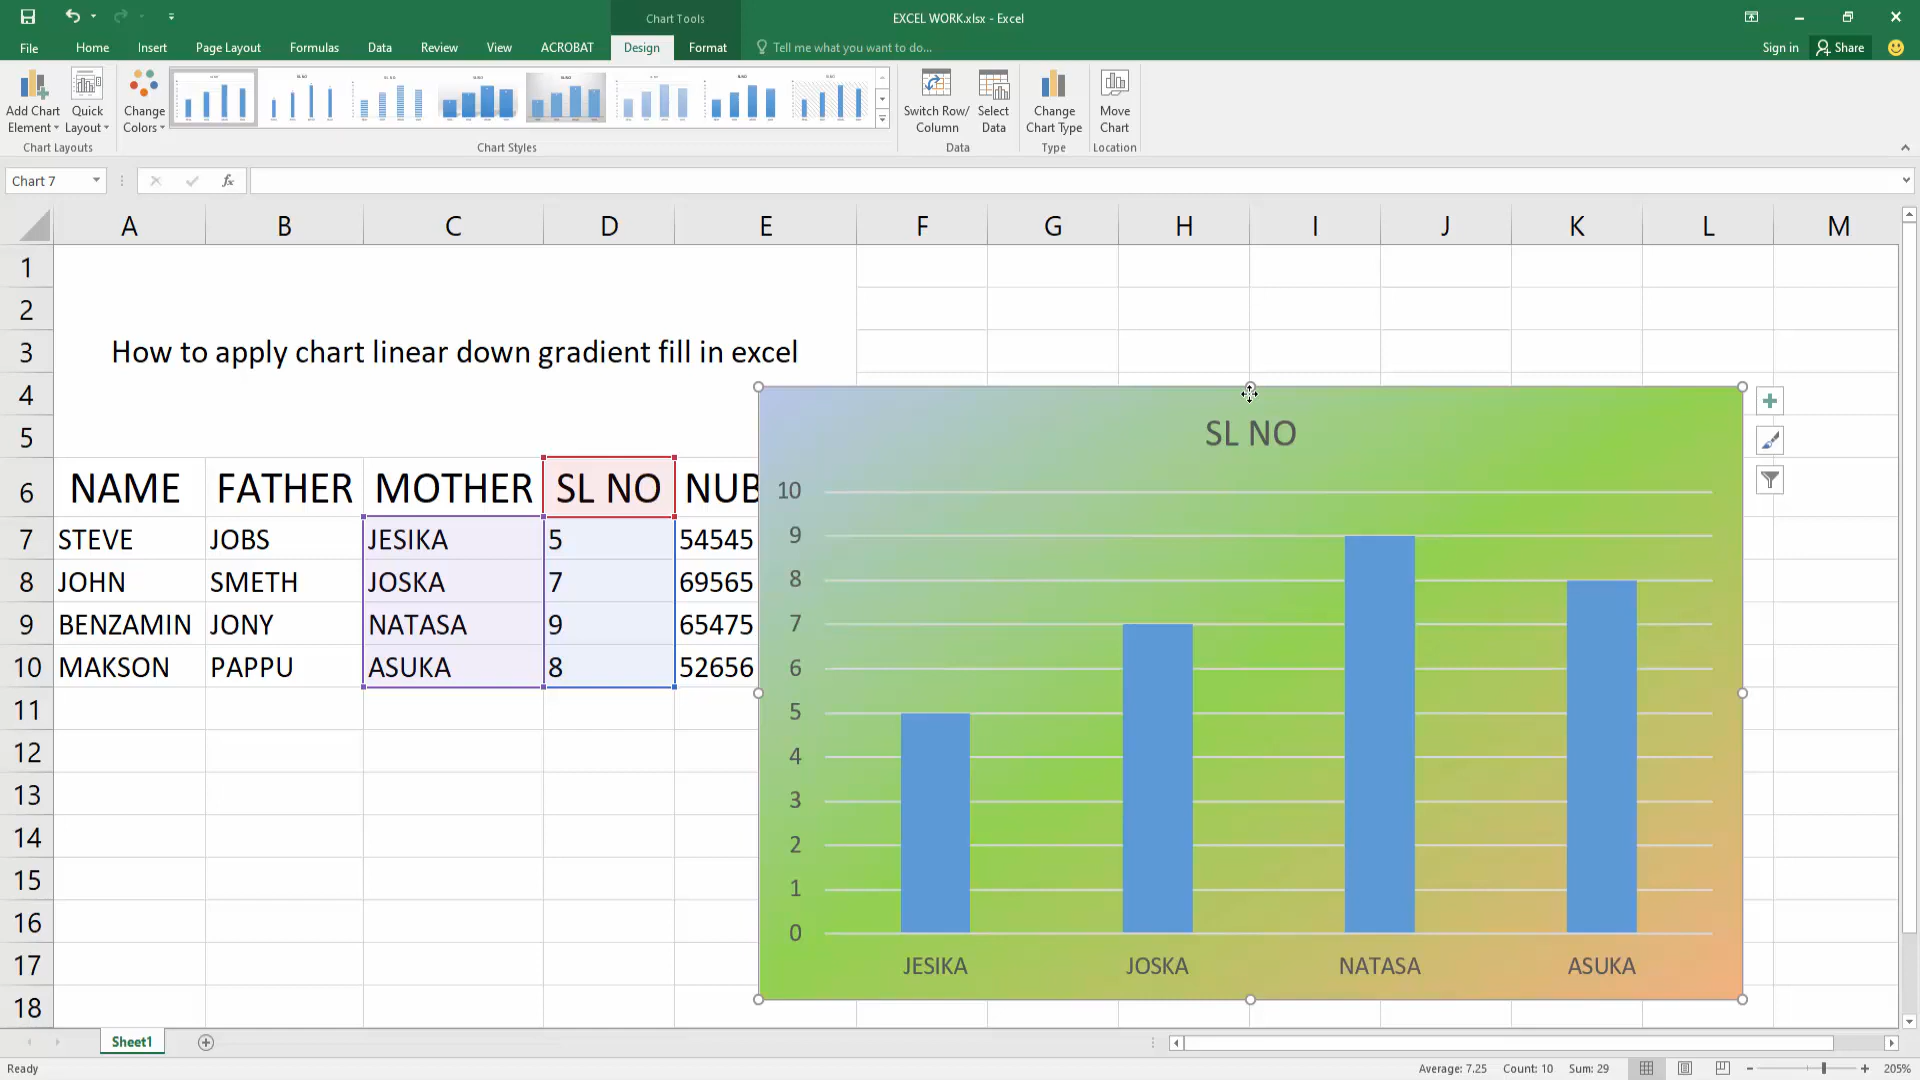 Chart Tools
EXCEL WORK.xlsx - Excel
File Home Insert Page Layout Formulas Data Review View ACROBAT Design Format Tell me what you want to do... Sign in Share
Add Chart Element
Quick Layout
Change Colors
Switch Row/ Column
Select Data
Change Chart Type
Move Chart
Chart Layouts Chart Styles Data Type Location
Chart 7 fx
A B C D E F G H I J K L M
1
2
3 How to apply chart linear down gradient fill in excel
4
5
6 NAME FATHER MOTHER SL NO NUB
7 STEVE JOBS JESIKA 5 54545
8 JOHN SMETH JOSKA 7 69565
9 BENZAMIN JONY NATASA 9 65475
10 MAKSON PAPPU ASUKA 8 52656
11
12
13
14
15
16
17
18
SL NO
10
9
8
7
6
5
4
3
2
1
0
JESIKA JOSKA NATASA ASUKA
Sheet1
Ready Average: 7.25 Count: 10 Sum: 29 205%